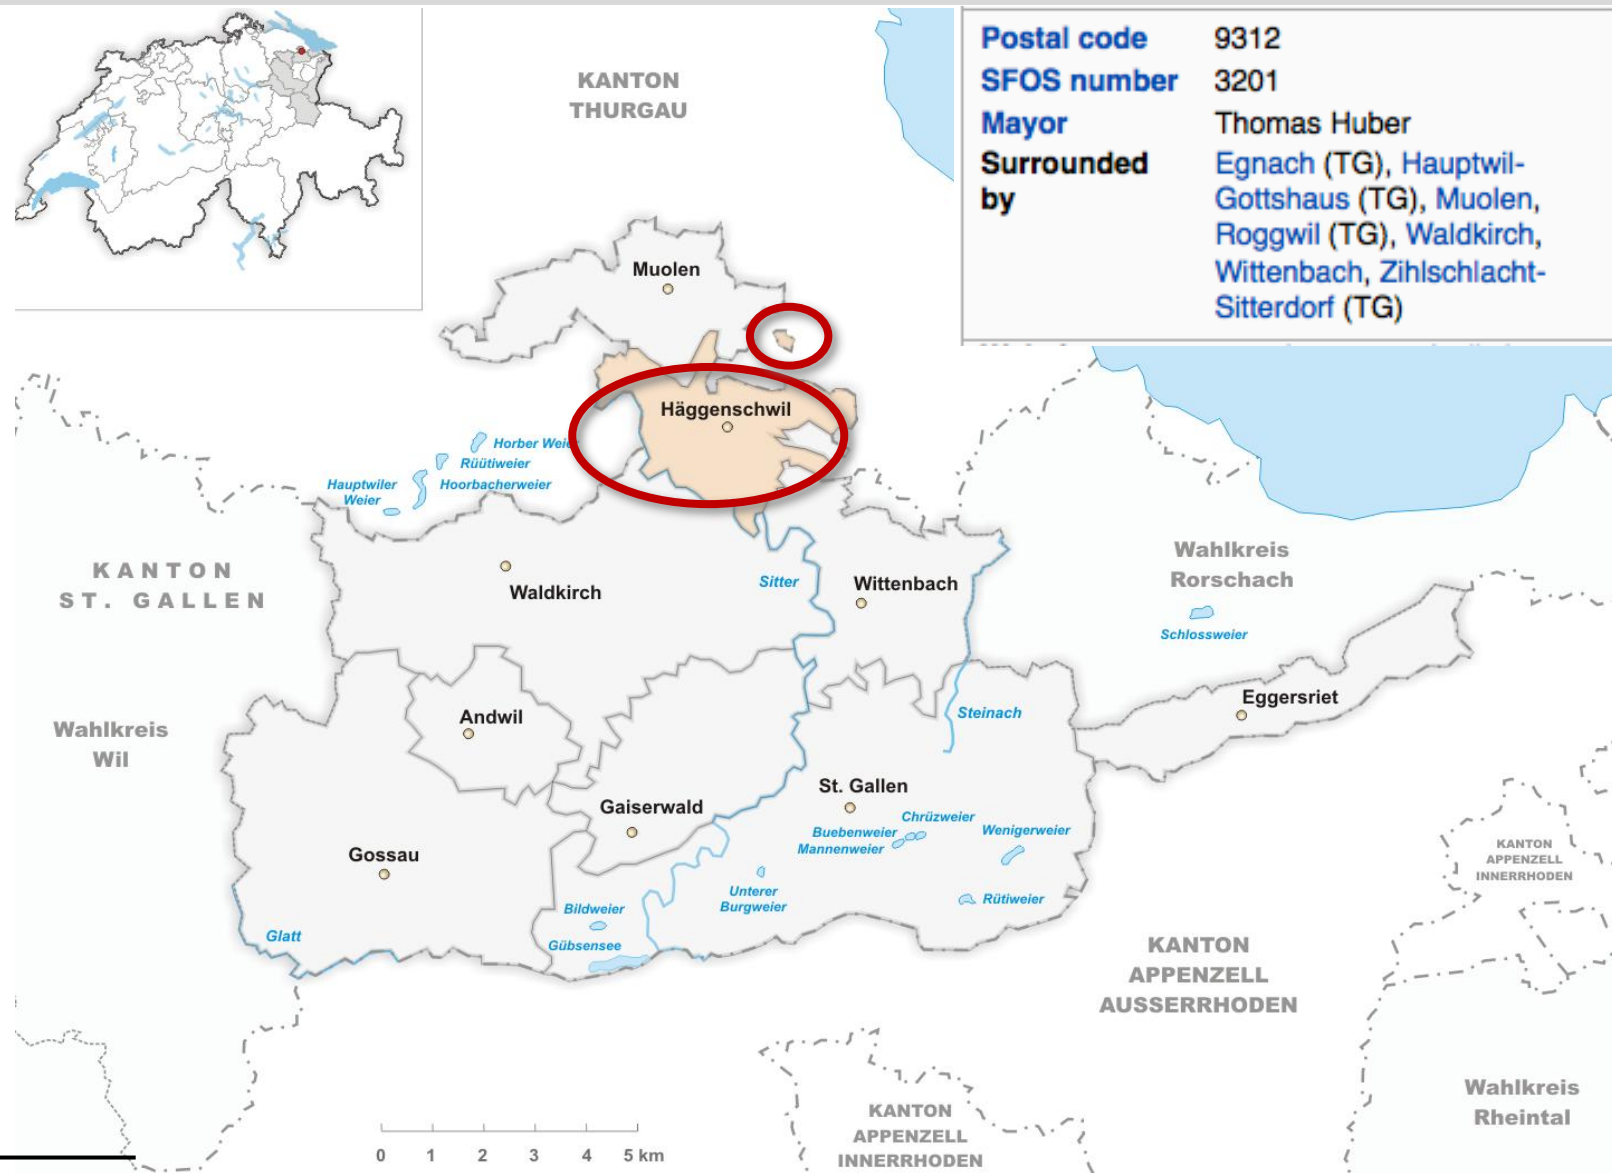 KANTON
THURGAU
Postal code 9312
SFOS number 3201
Mayor Thomas Huber
Surrounded Egnach (TG), Hauptwil-
by Gottshaus (TG), Muolen,
Roggwil (TG), Waldkirch,
Wittenbach, Zihlschlacht-
Sitterdorf (TG)
Muolen
Häggenschwil
Horber Weier
Rüütiweier
Hauptwiler
Weier
Hoorbacherweier
KANTON
ST. GALLEN
Waldkirch
Sitter
Wittenbach
Wahlkreis
Rorschach
Schlossweier
Wahlkreis
Wil
Andwil
Steinach
Eggersriet
Gaiserwald
St. Gallen
Chrüzweier
Buebenweier
Mannenweier
Wenigerweier
Gossau
Unterer
Burgweier
Rütiweier
Bildweier
Gübsensee
Glatt
KANTON
APPENZELL
INNERRHODEN
KANTON
APPENZELL
AUSSERRHODEN
Wahlkreis
Rheintal
KANTON
APPENZELL
INNERRHODEN
0 1 2 3 4 5 km